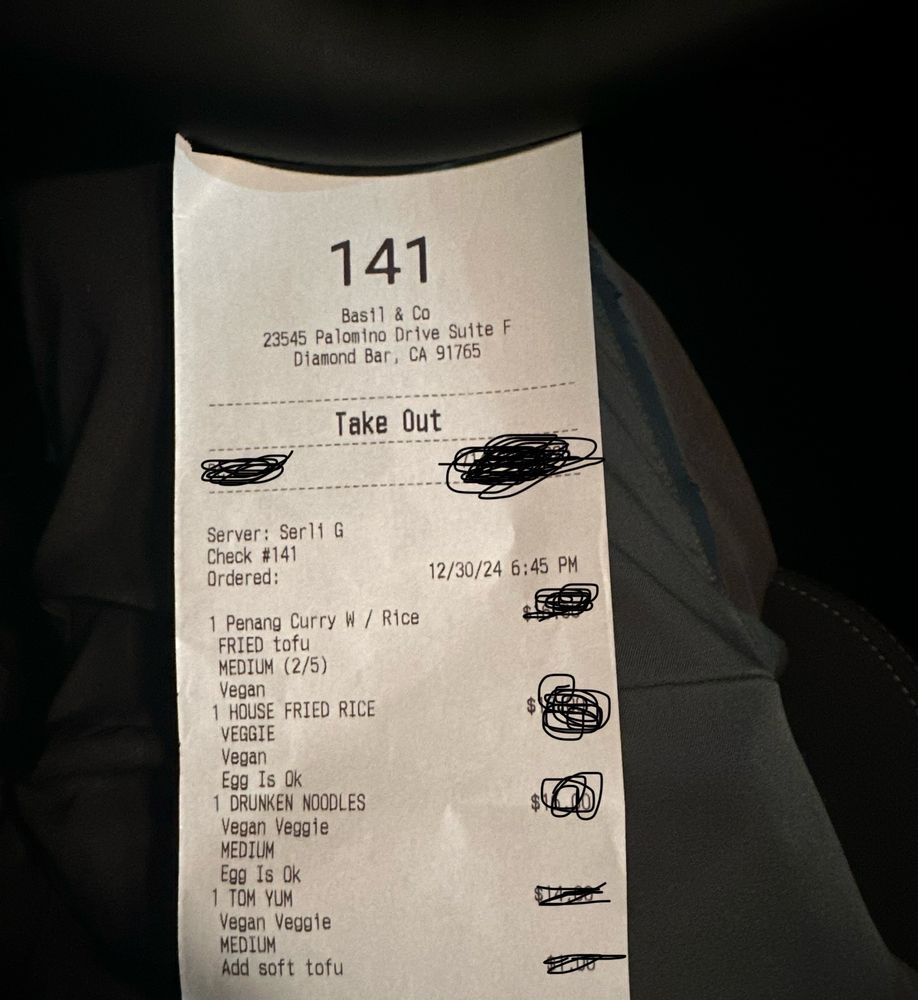 141
Basil & Co
23545 Palomino Drive Suite F
Diamond Bar, CA 91765
Take Out
Server: Serli G
Check #141
Ordered: 12/30/24 6:45 PM
1 Penang Curry W / Rice
FRIED tofu
MEDIUM (2/5)
Vegan
1 HOUSE FRIED RICE
VEGGIE
Vegan
Egg Is Ok
1 DRUNKEN NOODLES
Vegan Veggie
MEDIUM
Egg Is Ok
1 TOM YUM
Vegan Veggie
MEDIUM
Add soft tofu